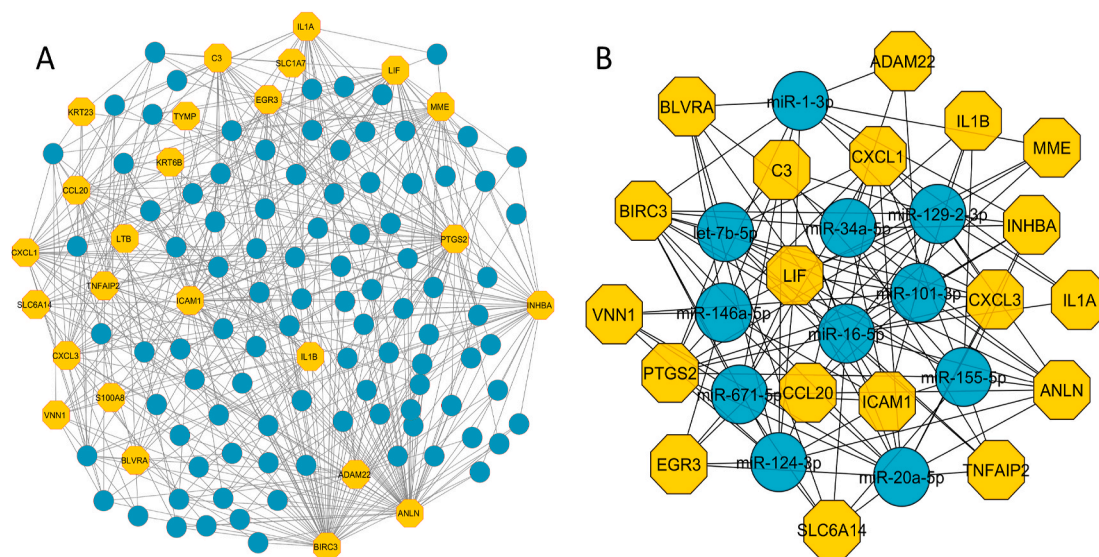 A
IL1A
C3
SLC1A7
LIF
EGR3
MME
KRT23
TYMP
KRT6B
CCL20
LTB
PTGS2
CXCL1
TNFAIP2
SLC6A14
ICAM1
INHBA
CXCL3
IL1B
S100A8
VNN1
BLVRA
ADAM22
ANLN
BIRC3
B
ADAM22
miR-1-3p
BLVRA
IL1B
MME
CXCL1
C3
BIRC3
miR-129-2-3p
INHBA
let-7b-5p
miR-34a-5p
LIF
miR-101-3p
CXCL3
IL1A
VNN1
miR-146a-5p
miR-16-5p
PTGS2
miR-155-5p
miR-671-5p
CCL20
ICAM1
ANLN
EGR3
miR-124-3p
miR-20a-5p
TNFAIP2
SLC6A14